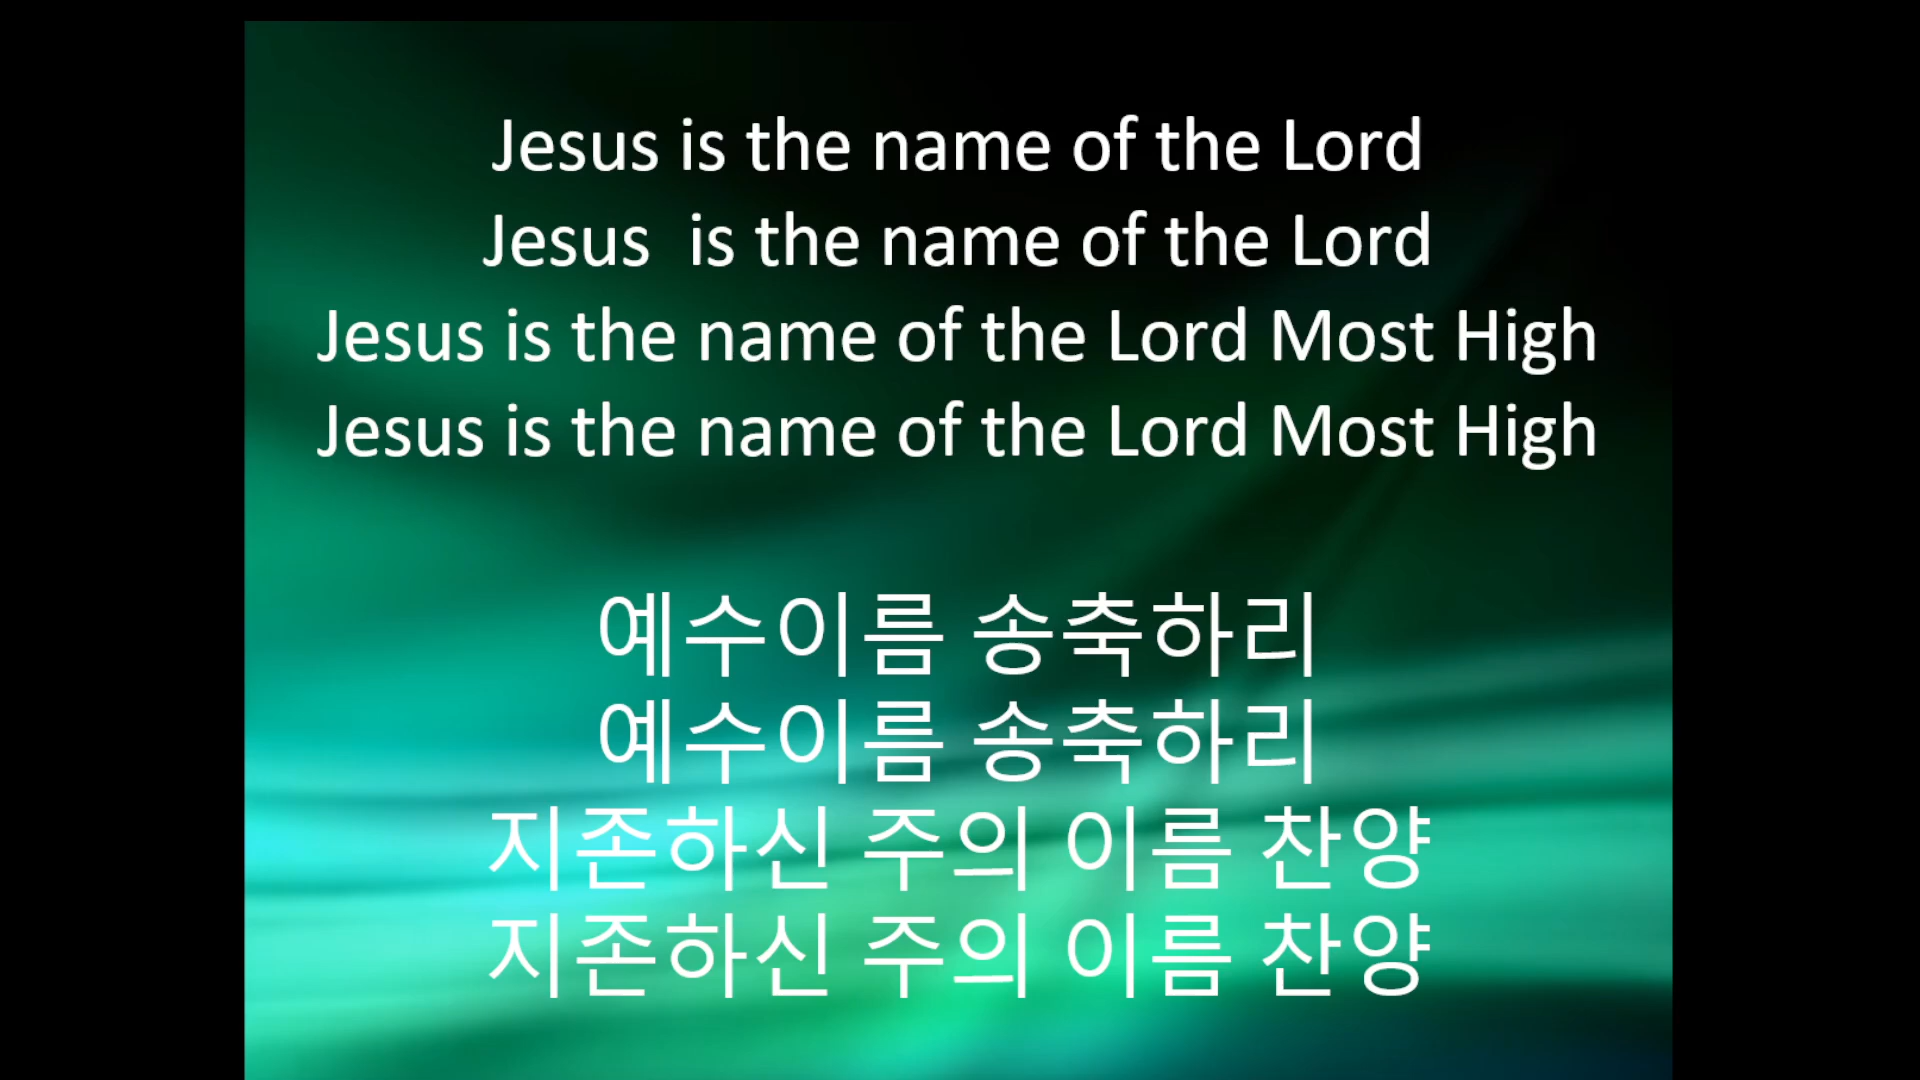 Jesus is the name of the Lord
Jesus  is the name of the Lord
Jesus is the name of the Lord Most High
Jesus is the name of the Lord Most High
예수이름 송축하리
예수이름 송축하리
지존하신 주의 이름 찬양
지존하신 주의 이름 찬양